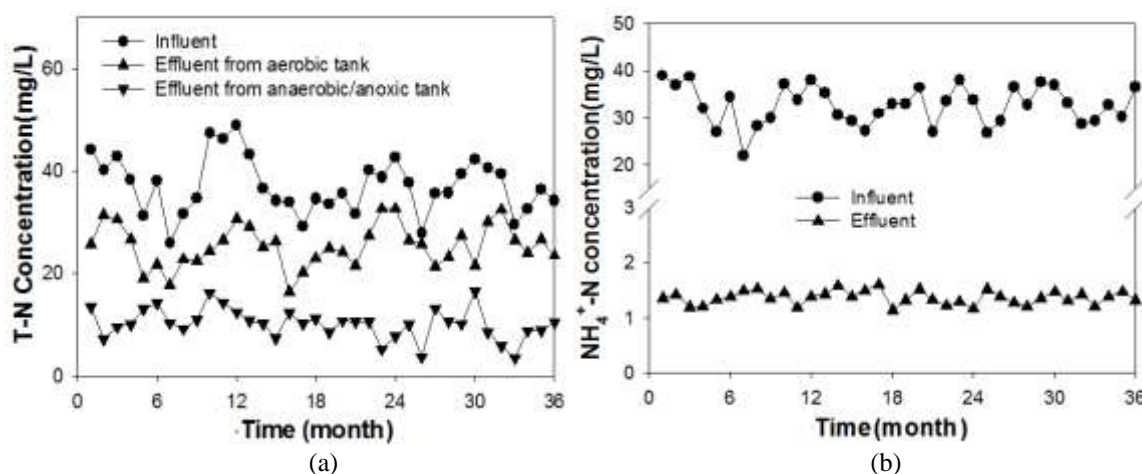 Influent
Effluent from aerobic tank
Effluent from anaerobic/anoxic tank
T-N Concentration(mg/L)
60
40
20
0
0 6 12 18 24 30 36
·Time (month)
(a)
NH₄⁺-N concentration(mg/L)
50
40
30
20
3
2
1
0
Influent
Effluent
0 6 12 18 24 30 36
Time(month)
(b)